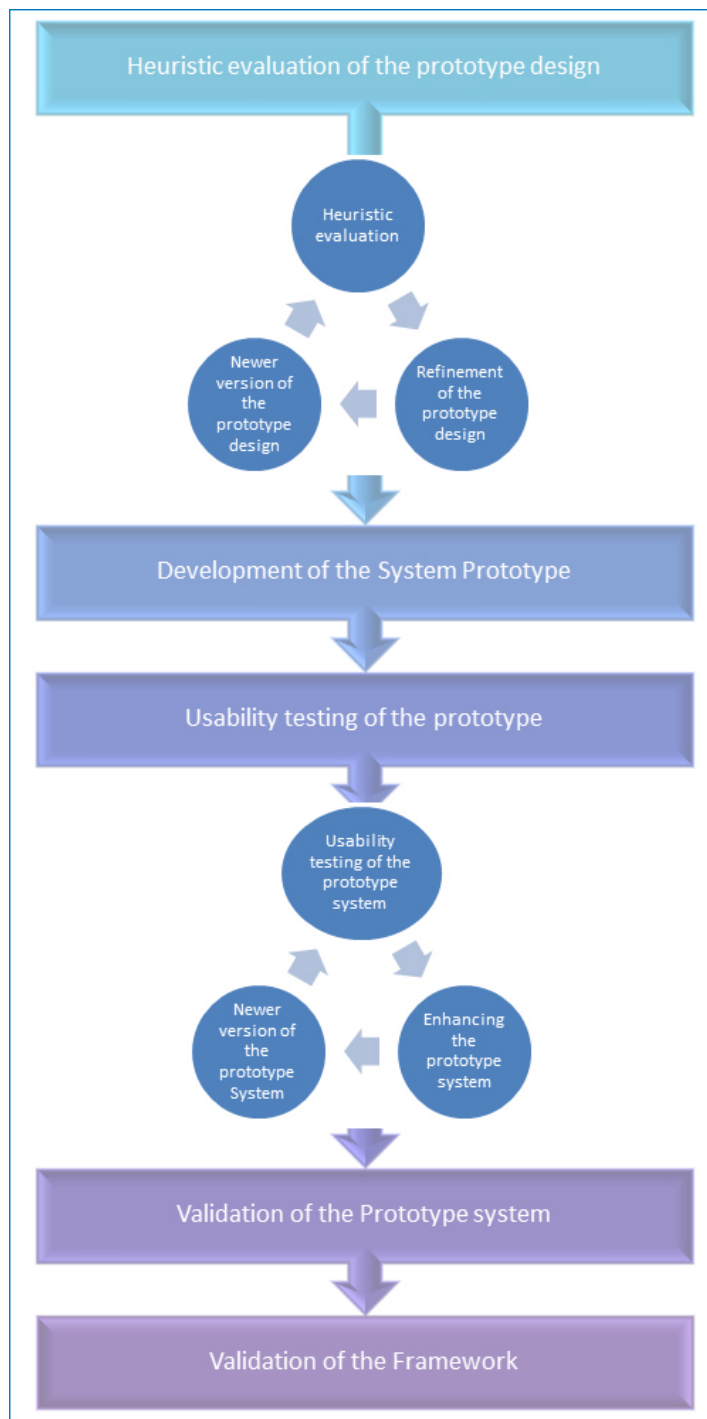 Heuristic evaluation of the prototype design
Heuristic
evaluation
Newer
version of
the
prototype
design
Refinement
of the
prototype
design
Development of the System Prototype
Usability testing of the prototype
Usability
testing of the
prototype
system
Newer
version of
the
prototype
System
Enhancing
the
prototype
system
Validation of the Prototype system
Validation of the Framework